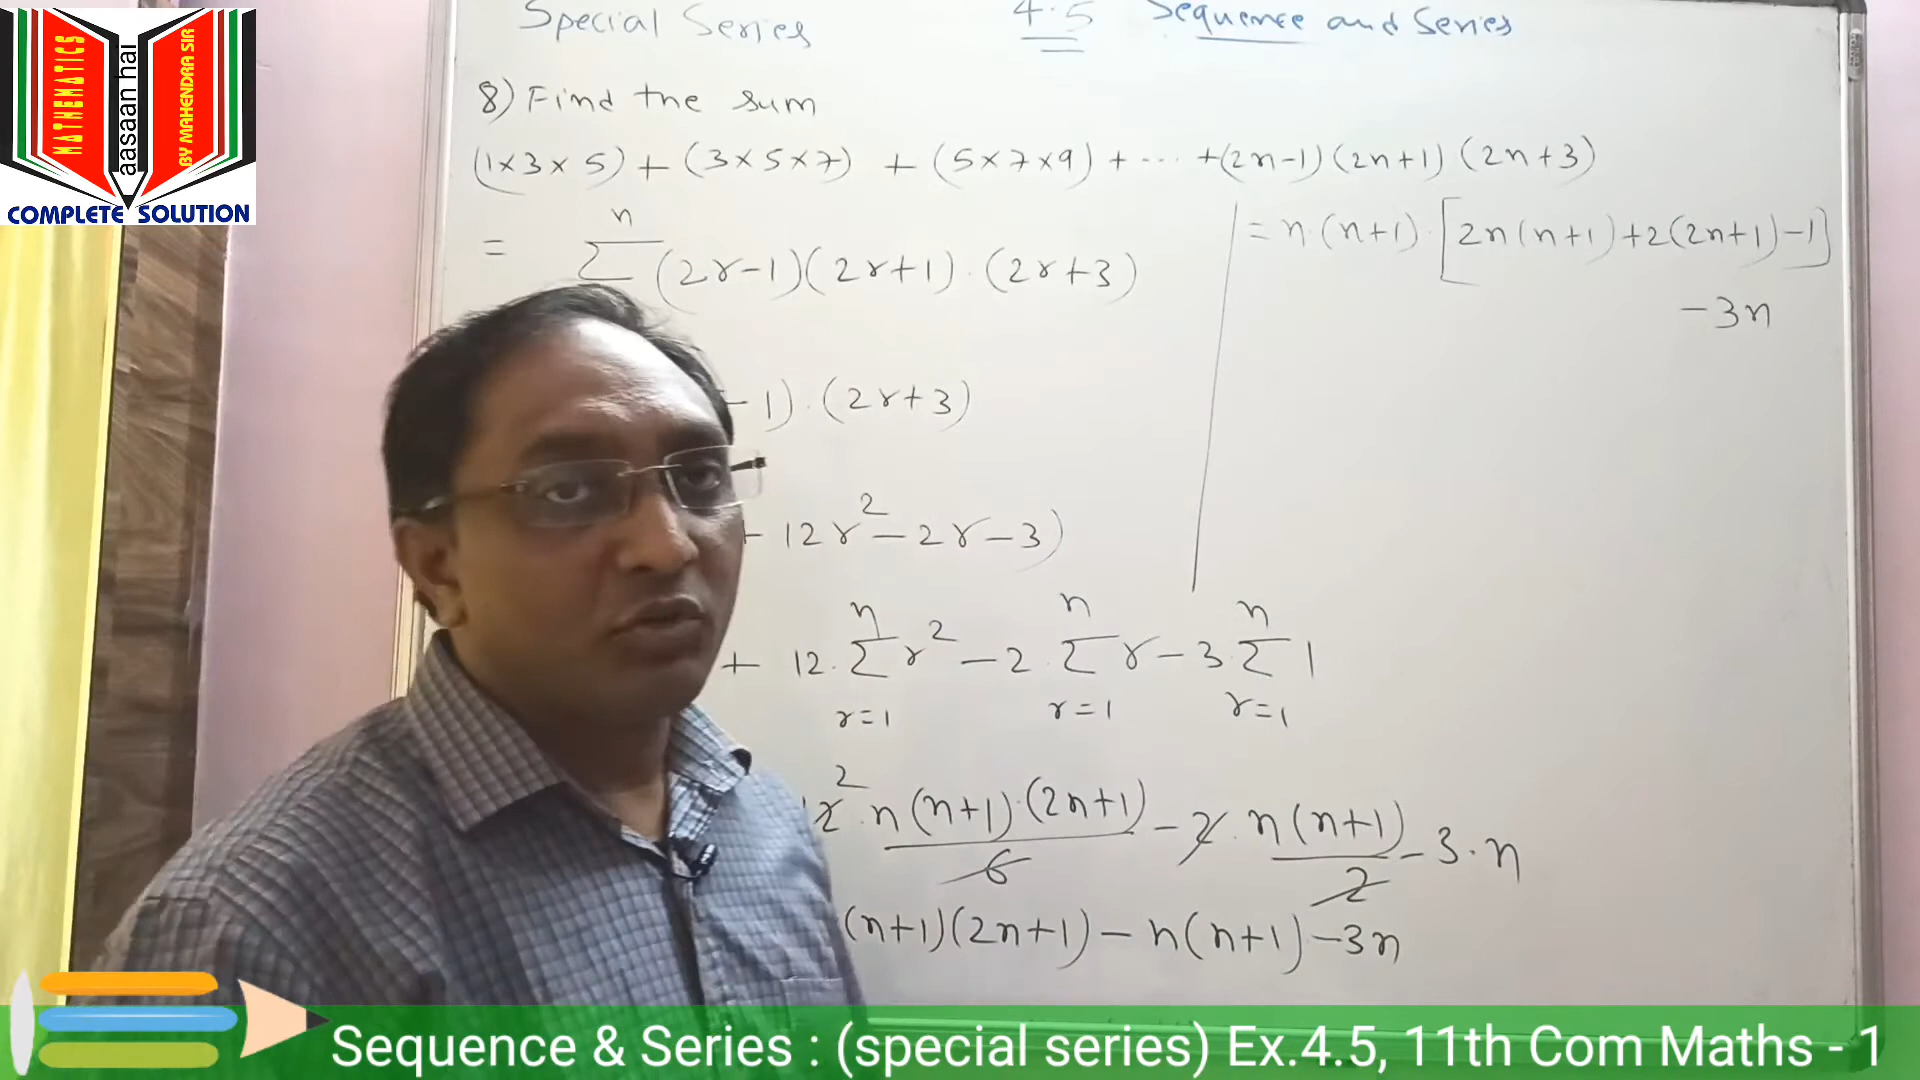 MATHEMATICS
aasaan hai
BY MAHENDRA SIR
COMPLETE SOLUTION
Special Series 4.5 Sequence and Series
8) Find the sum
(1×3×5) + (3×5×7) + (5×7×9) + ... + (2n-1)(2n+1)(2n+3)
= n Σ (2r-1)(2r+1)·(2r+3)
-1)·(2r+3)
+ 12r² - 2r - 3)
+ 12·n Σ r=1 r² - 2·n Σ r=1 r - 3·n Σ r=1 1
12 2·n(n+1)·(2n+1)/6 - 2·n(n+1)/2 - 3·n
(n+1)(2n+1) - n(n+1) - 3n
= n·(n+1)·[2n(n+1)+2(2n+1)-1]
-3n
Sequence & Series : (special series) Ex.4.5, 11th Com Maths - 1